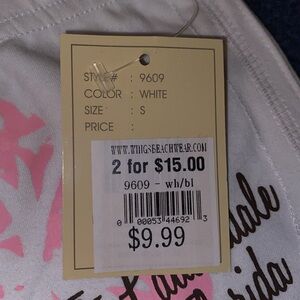 STYLE# : 9609
COLOR : WHITE
SIZE : S
PRICE :
WWW.WHIGSBEACHWEAR.COM
2 for $15.00
9609 - wh/bl
0 00053 44692 3
$9.99